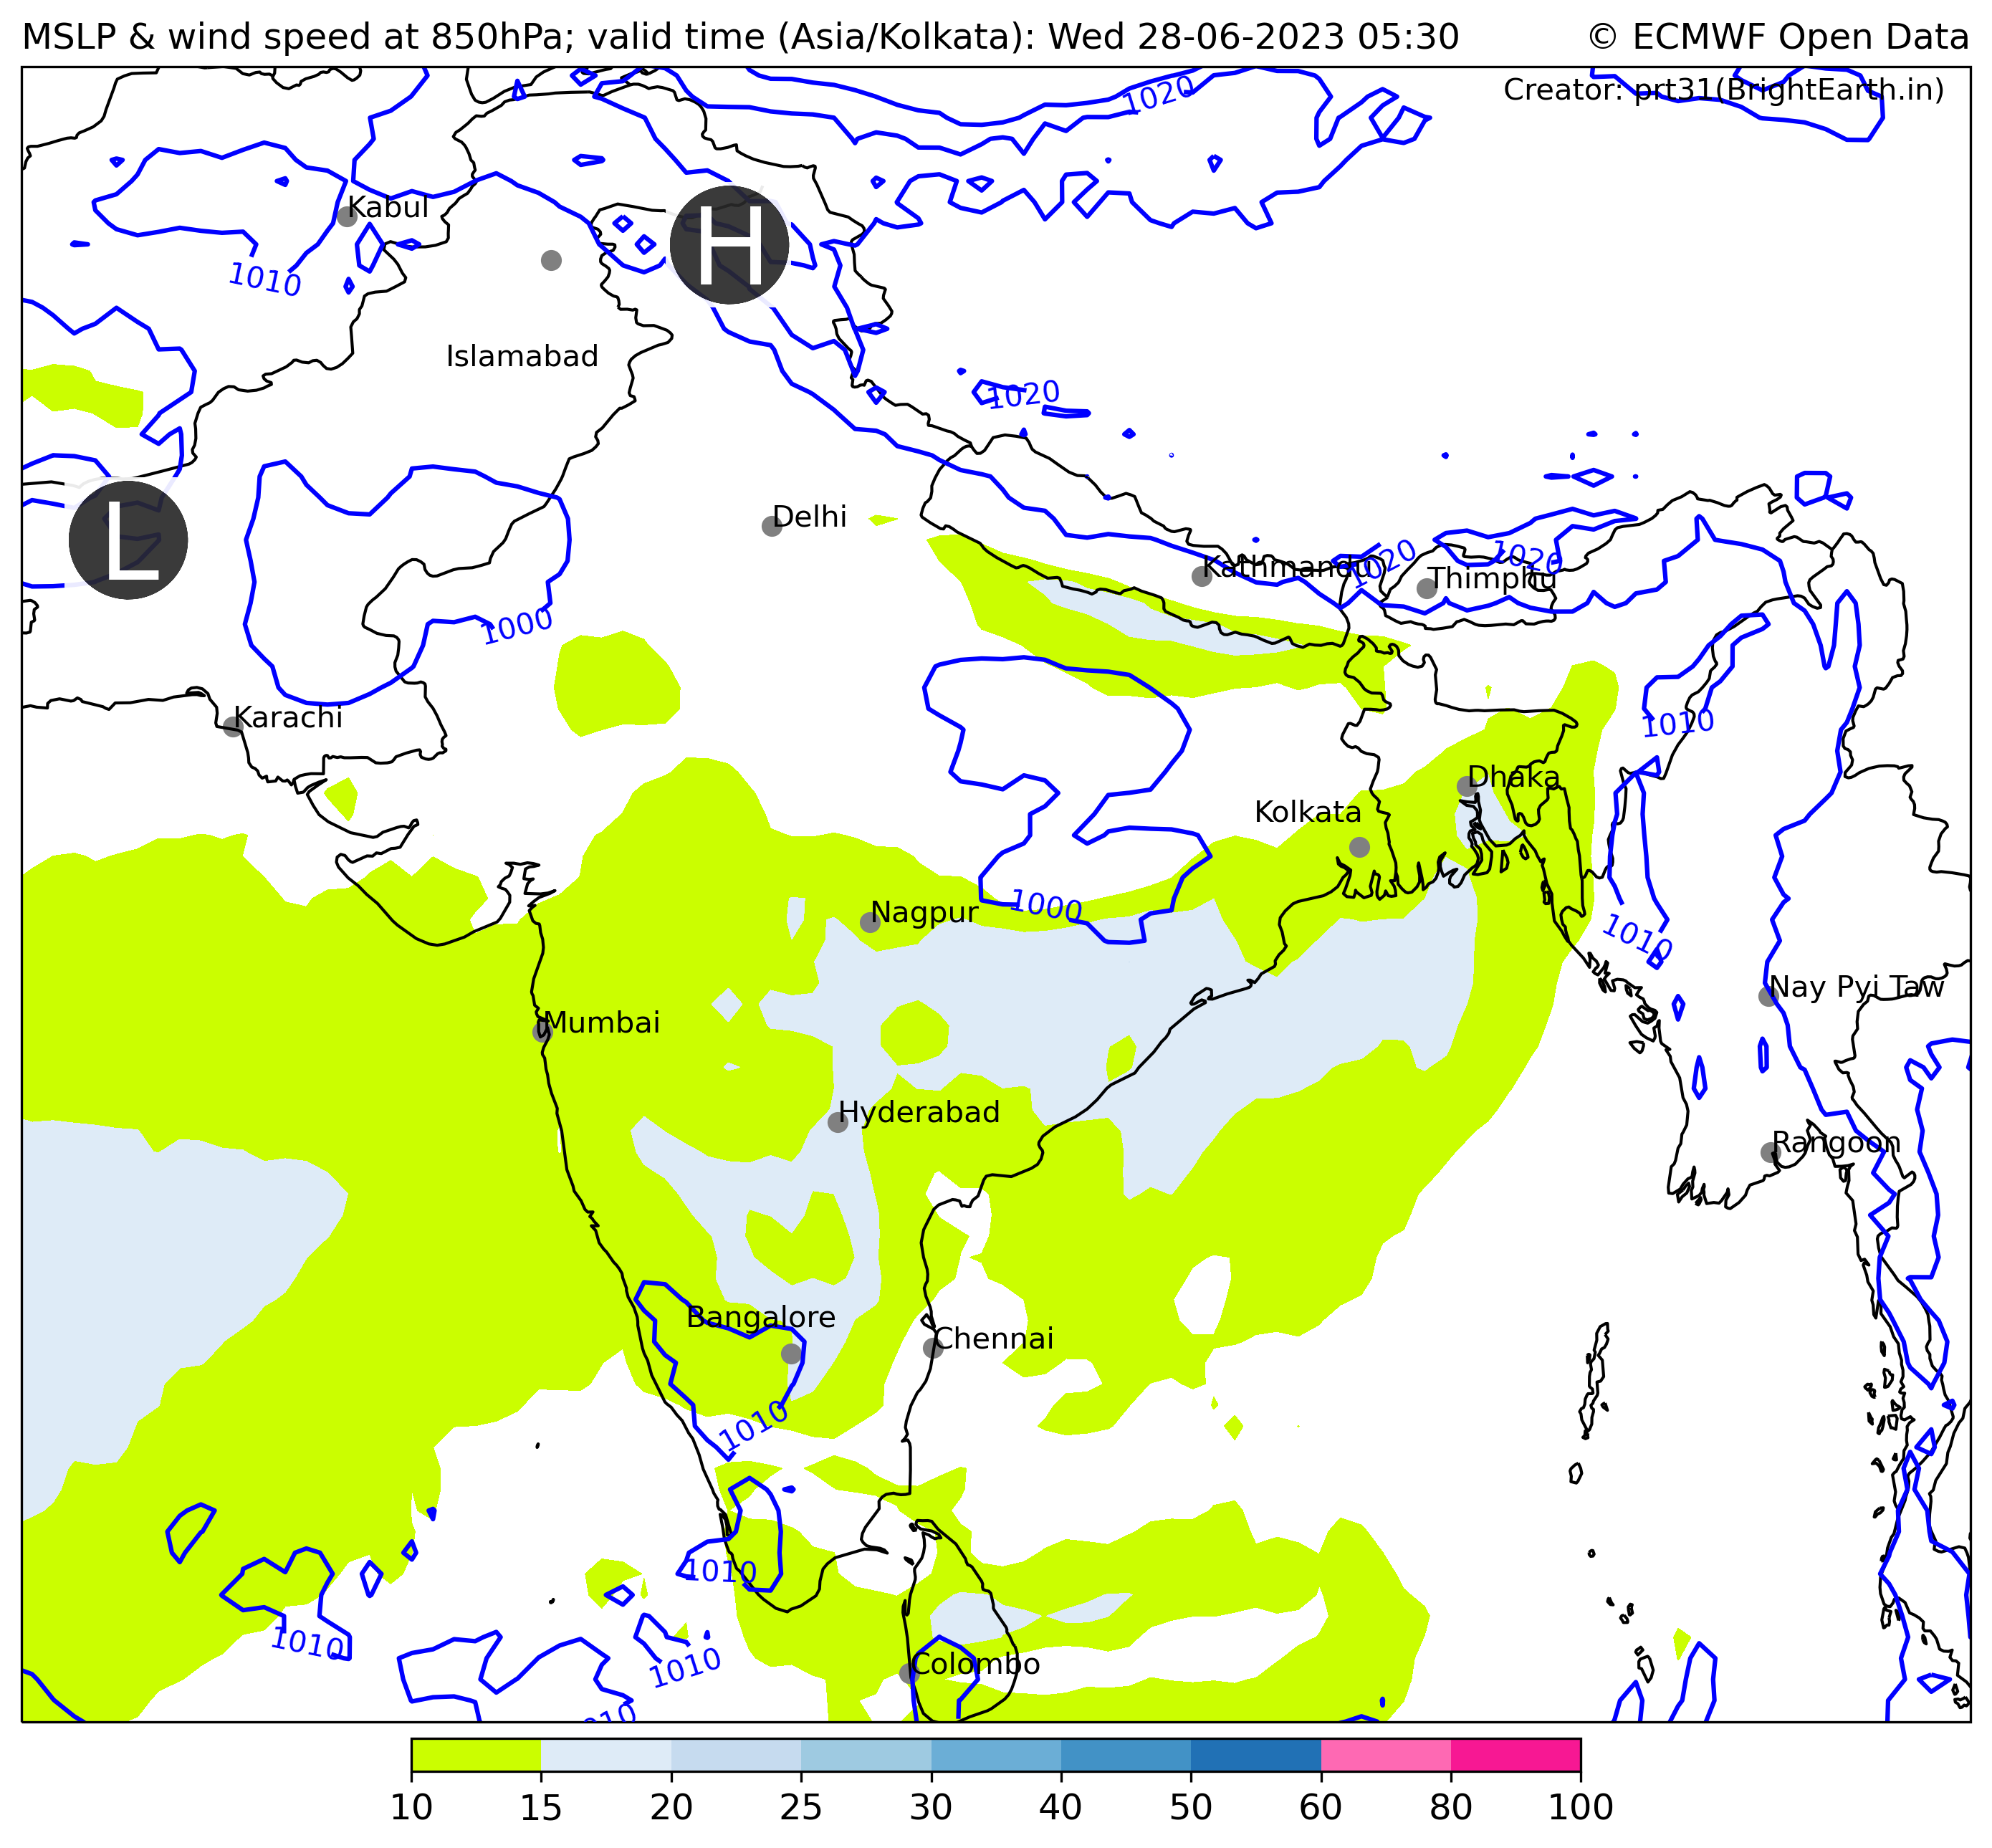 MSLP & wind speed at 850hPa; valid time (Asia/Kolkata): Wed 28-06-2023 05:30
© ECMWF Open Data
Creator: prt31(BrightEarth.in)
1020
Kabul
H
1010
Islamabad
1020
L
Delhi
1020
1020
Kathmandu
Thimphu
1000
Karachi
1010
Dhaka
Kolkata
1000
Nagpur
1010
Nay Pyi Taw
Mumbai
Hyderabad
Rangoon
Bangalore
Chennai
1010
1010
1010
1010
Colombo
1010
10 15 20 25 30 40 50 60 80 100